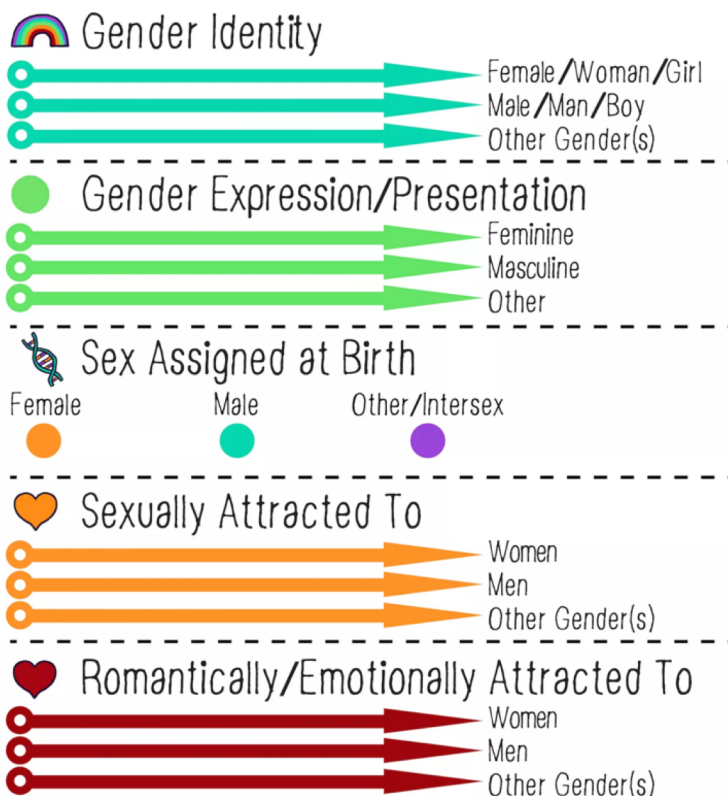 Gender Identity
Female/Woman/Girl
Male/Man/Boy
Other Gender(s)
Gender Expression/Presentation
Feminine
Masculine
Other
Sex Assigned at Birth
Female Male Other/Intersex
Sexually Attracted To
Women
Men
Other Gender(s)
Romantically/Emotionally Attracted To
Women
Men
Other Gender(s)